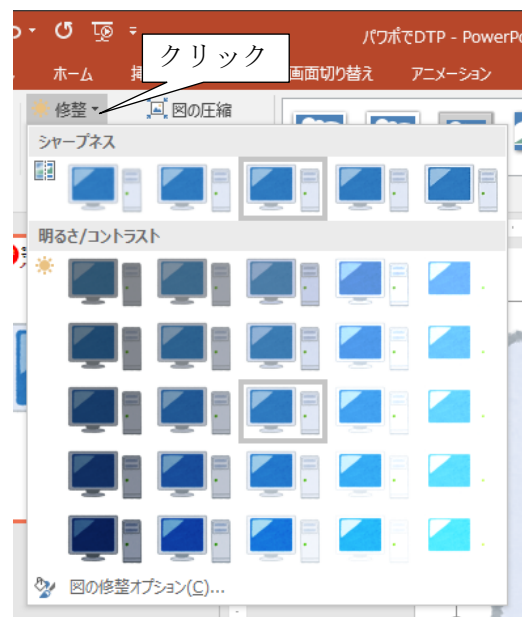 パワポでDTP - PowerPo
クリック
ホーム
画面切り替え
アニメーション
修整
図の圧縮
シャープネス
明るさ/コントラスト
図の修整オプション(C)...